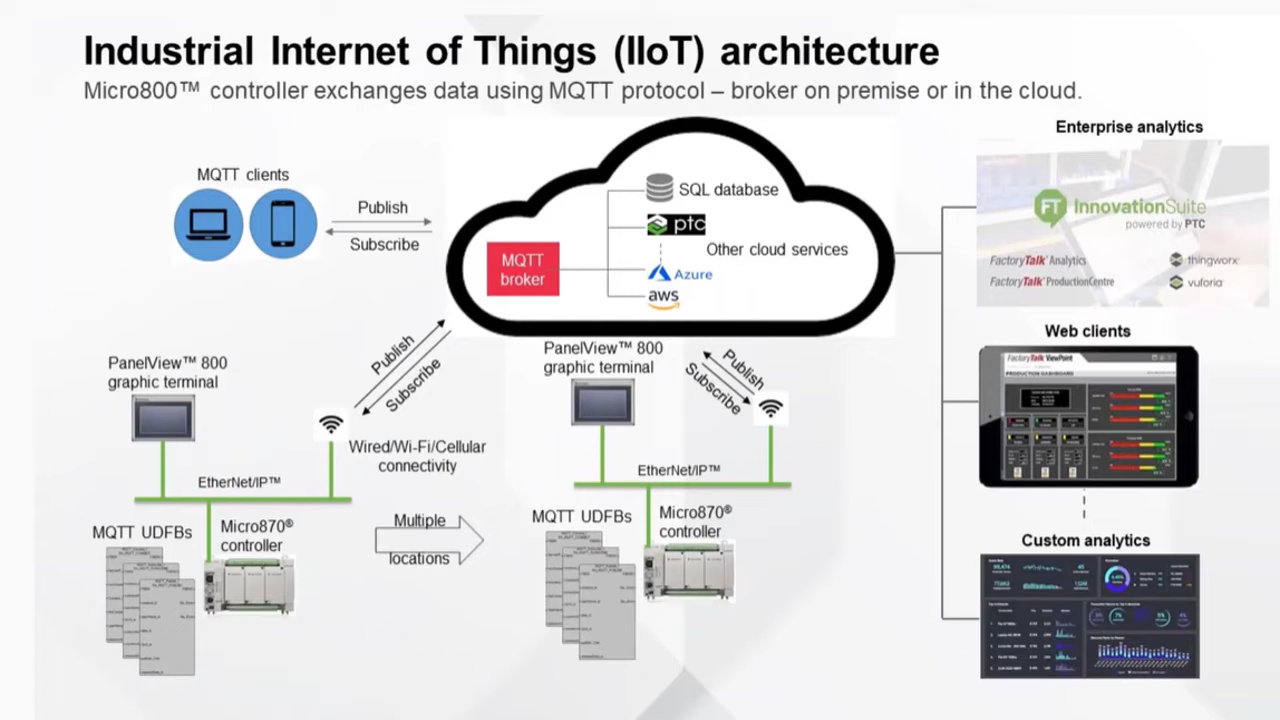 Industrial Internet of Things (IIoT) architecture
Micro800™ controller exchanges data using MQTT protocol – broker on premise or in the cloud.
Enterprise analytics
MQTT clients
Publish
Subscribe
MQTT
broker
SQL database
ptc
Other cloud services
Azure
aws
FT InnovationSuite
powered by PTC
FactoryTalk Analytics
FactoryTalk ProductionCentre
thingworx
vuforia
Web clients
FactoryTalk ViewPoint
PRODUCTION DASHBOARD
PanelView™ 800
graphic terminal
Publish
Subscribe
Wired/Wi-Fi/Cellular
connectivity
EtherNet/IP™
MQTT UDFBs
Micro870®
controller
Multiple
locations
PanelView™ 800
graphic terminal
Publish
Subscribe
EtherNet/IP™
MQTT UDFBs
Micro870®
controller
Custom analytics